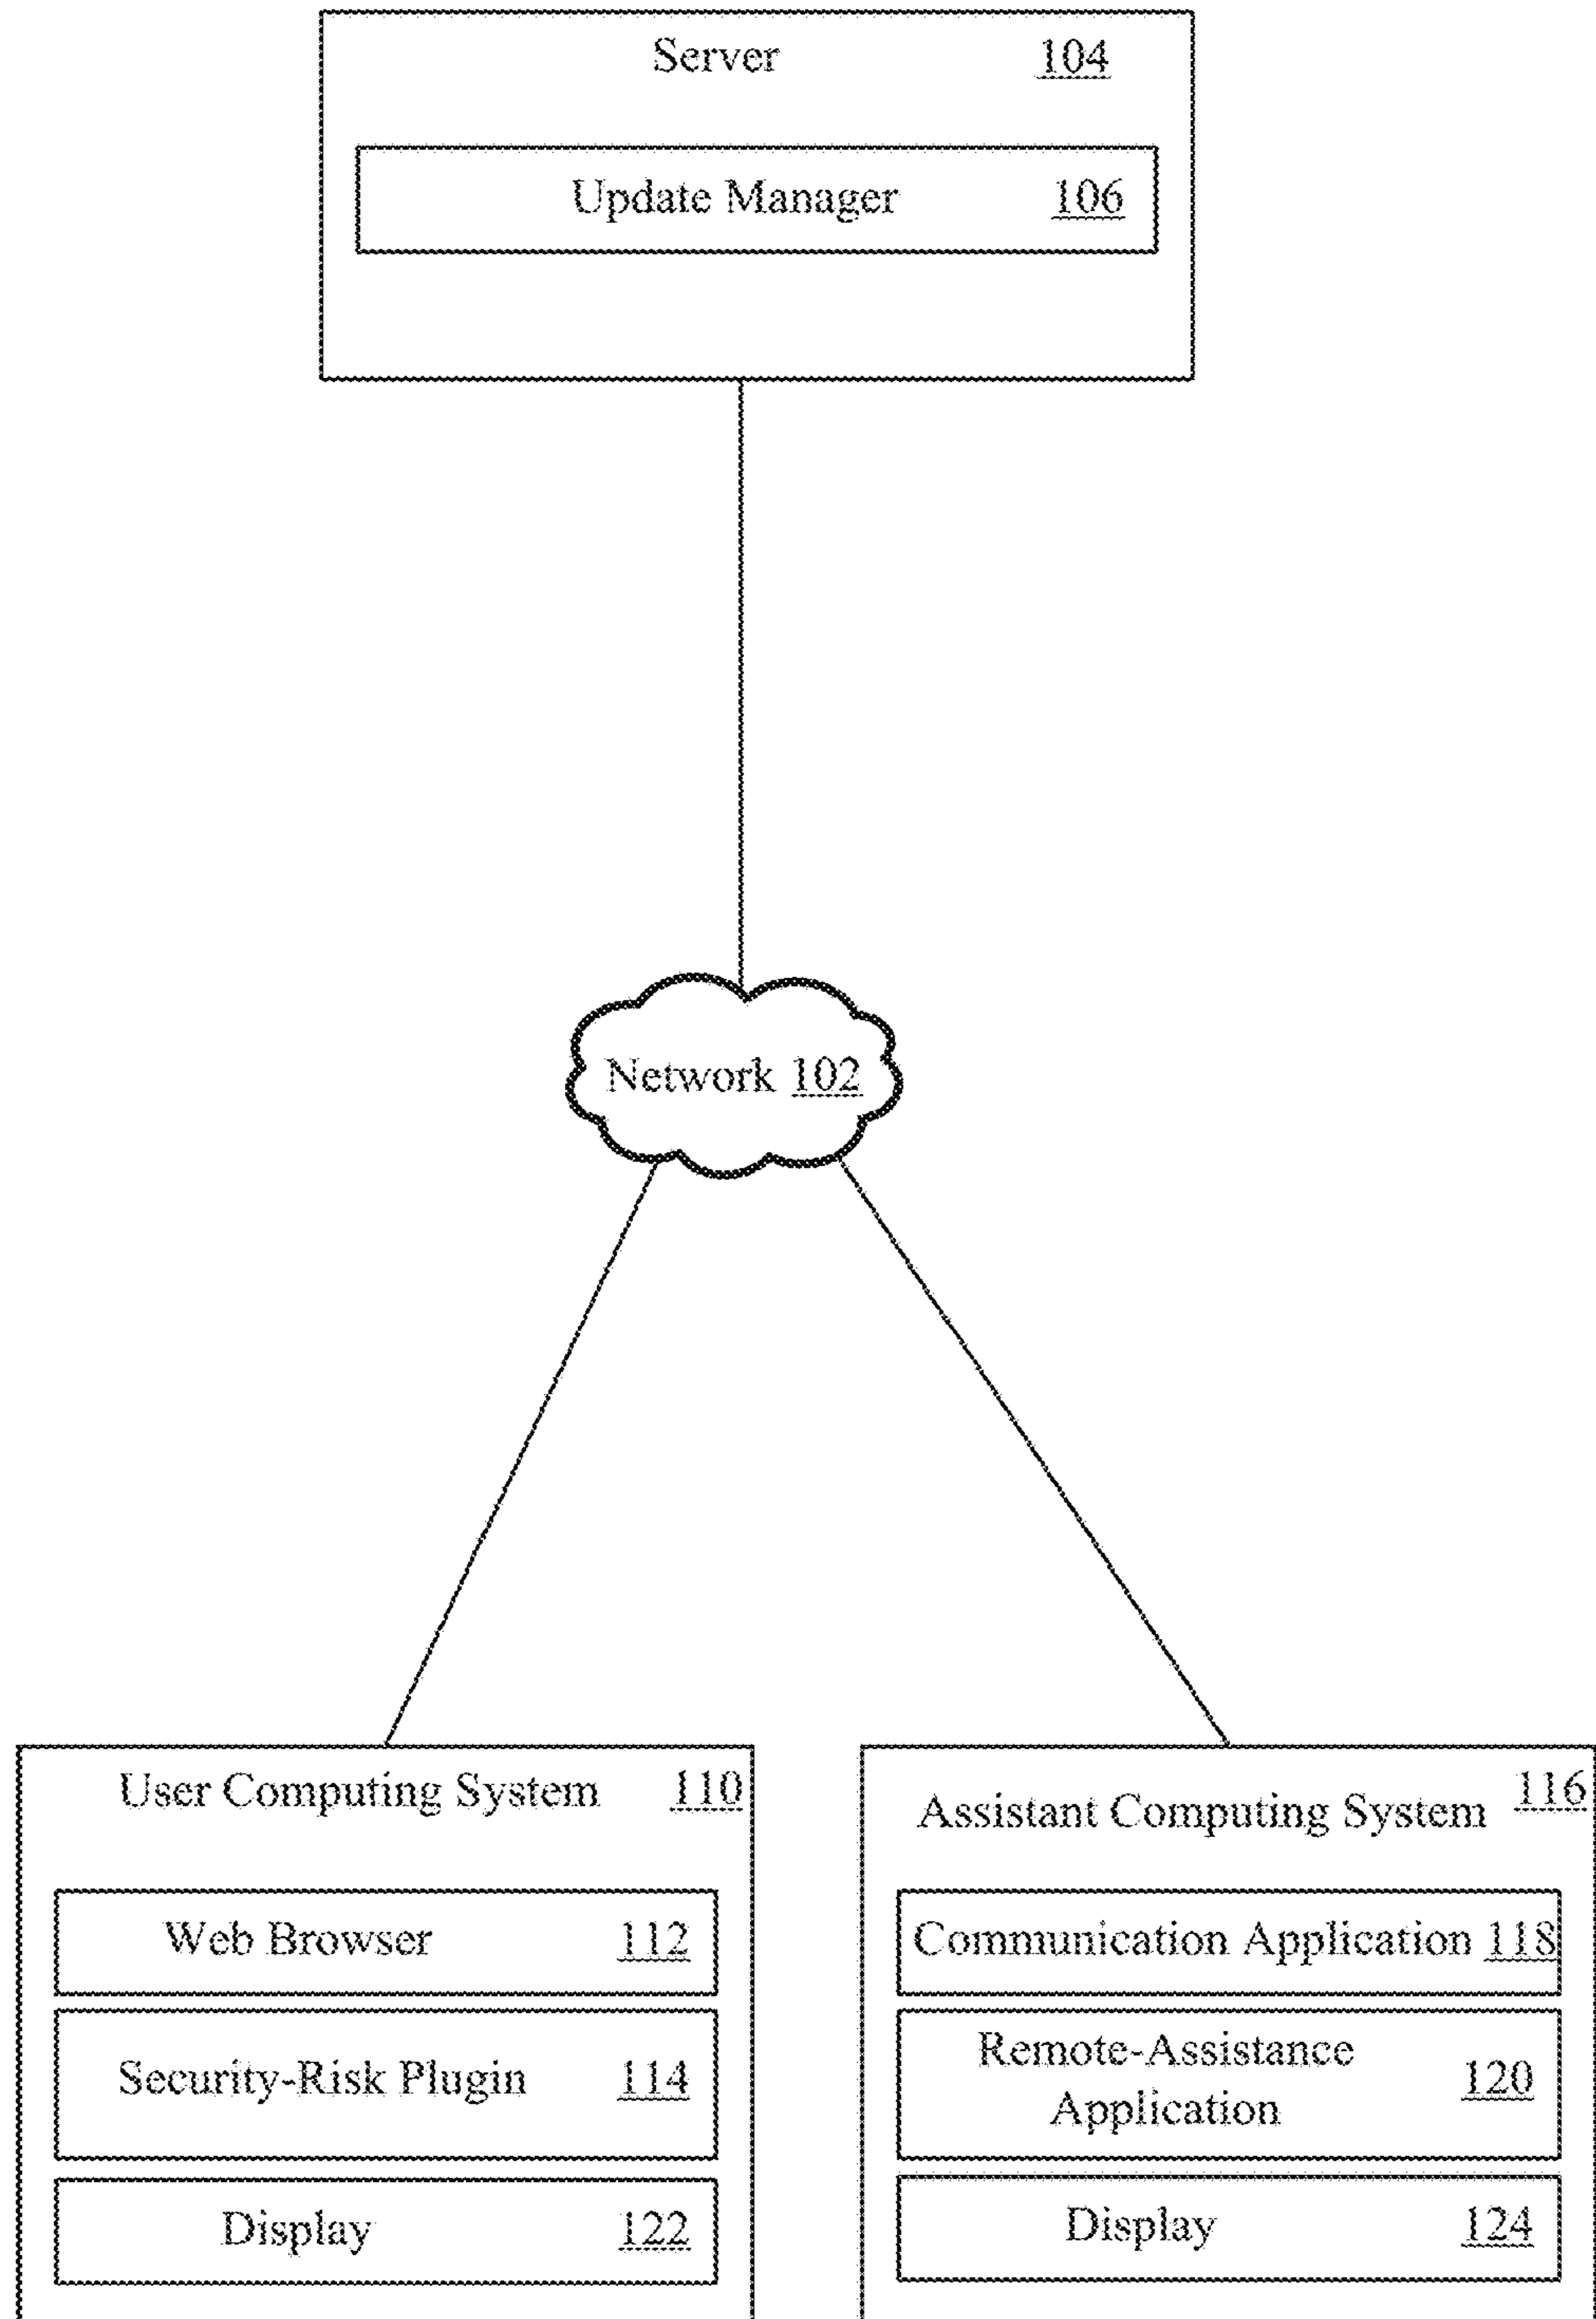 Server 104
Update Manager 106
Network 102
User Computing System 110
Web Browser 112
Security-Risk Plugin 114
Display 122
Assistant Computing System 116
Communication Application 118
Remote-Assistance
Application 120
Display 124